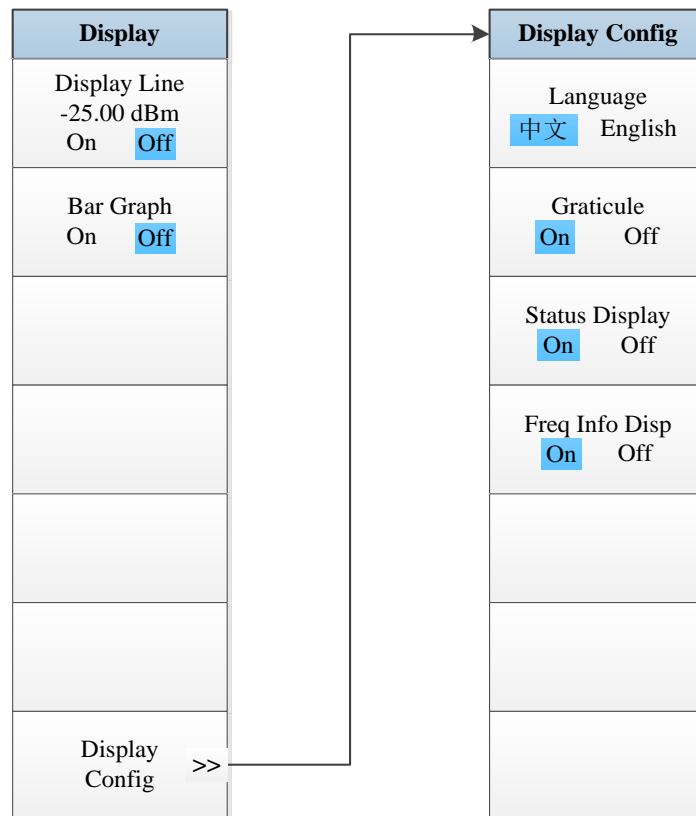 Display
Display Line
-25.00 dBm
On Off
Bar Graph
On Off
Display
Config >>
Display Config
Language
中文 English
Graticule
On Off
Status Display
On Off
Freq Info Disp
On Off